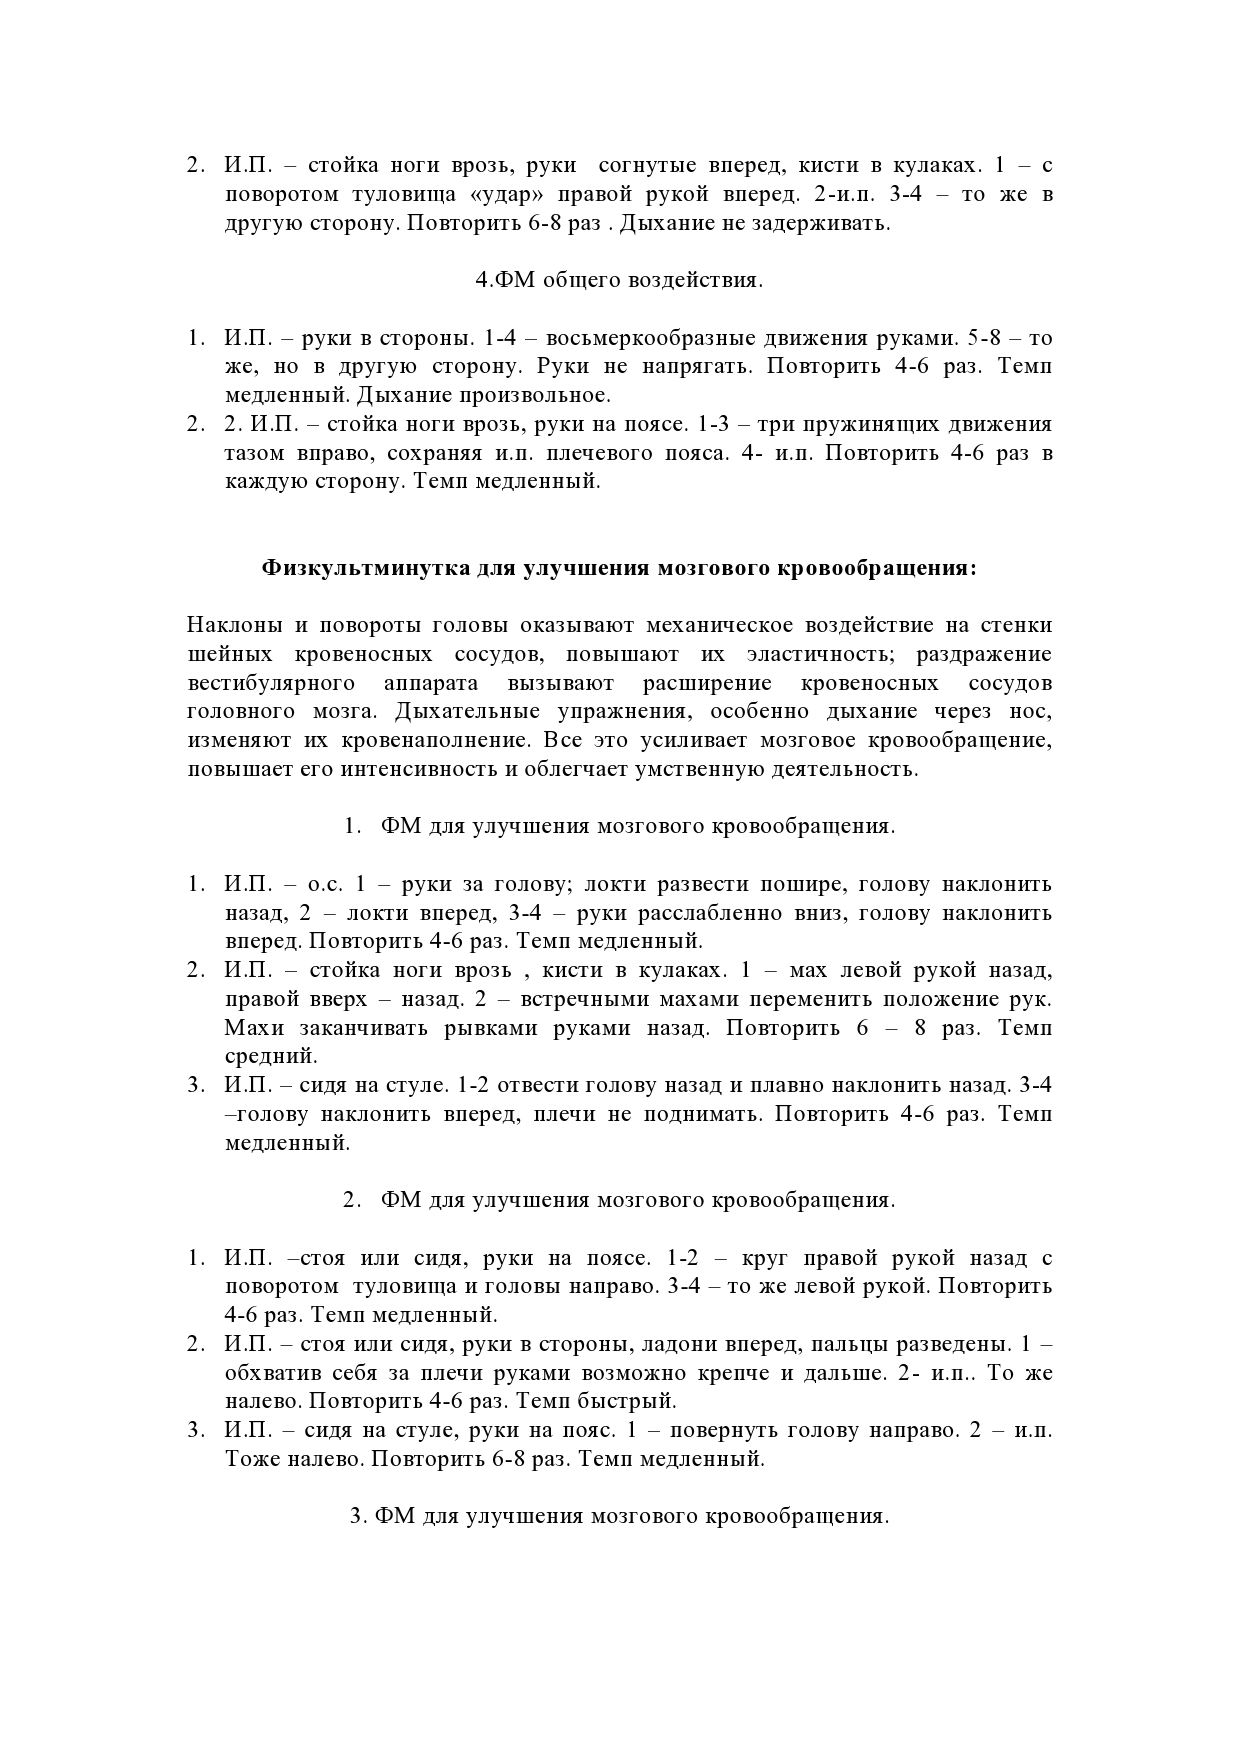 2. И.П. – стойка ноги врозь, руки согнутые вперед, кисти в кулаках. 1 – с
поворотом туловища «удар» правой рукой вперед. 2-и.п. 3-4 – то же в
другую сторону. Повторить 6-8 раз . Дыхание не задерживать.
4.ФМ общего воздействия.
1. И.П. – руки в стороны. 1-4 – восьмеркообразные движения руками. 5-8 – то
же, но в другую сторону. Руки не напрягать. Повторить 4-6 раз. Темп
медленный. Дыхание произвольное.
2. 2. И.П. – стойка ноги врозь, руки на поясе. 1-3 – три пружинящих движения
тазом вправо, сохраняя и.п. плечевого пояса. 4- и.п. Повторить 4-6 раз в
каждую сторону. Темп медленный.
Физкультминутка для улучшения мозгового кровообращения:
Наклоны и повороты головы оказывают механическое воздействие на стенки
шейных кровеносных сосудов, повышают их эластичность; раздражение
вестибулярного аппарата вызывают расширение кровеносных сосудов
головного мозга. Дыхательные упражнения, особенно дыхание через нос,
изменяют их кровенаполнение. Все это усиливает мозговое кровообращение,
повышает его интенсивность и облегчает умственную деятельность.
1. ФМ для улучшения мозгового кровообращения.
1. И.П. – о.с. 1 – руки за голову; локти развести пошире, голову наклонить
назад, 2 – локти вперед, 3-4 – руки расслабленно вниз, голову наклонить
вперед. Повторить 4-6 раз. Темп медленный.
2. И.П. – стойка ноги врозь , кисти в кулаках. 1 – мах левой рукой назад,
правой вверх – назад. 2 – встречными махами переменить положение рук.
Махи заканчивать рывками руками назад. Повторить 6 – 8 раз. Темп
средний.
3. И.П. – сидя на стуле. 1-2 отвести голову назад и плавно наклонить назад. 3-4
–голову наклонить вперед, плечи не поднимать. Повторить 4-6 раз. Темп
медленный.
2. ФМ для улучшения мозгового кровообращения.
1. И.П. –стоя или сидя, руки на поясе. 1-2 – круг правой рукой назад с
поворотом туловища и головы направо. 3-4 – то же левой рукой. Повторить
4-6 раз. Темп медленный.
2. И.П. – стоя или сидя, руки в стороны, ладони вперед, пальцы разведены. 1 –
обхватив себя за плечи руками возможно крепче и дальше. 2- и.п.. То же
налево. Повторить 4-6 раз. Темп быстрый.
3. И.П. – сидя на стуле, руки на пояс. 1 – повернуть голову направо. 2 – и.п.
Тоже налево. Повторить 6-8 раз. Темп медленный.
3. ФМ для улучшения мозгового кровообращения.